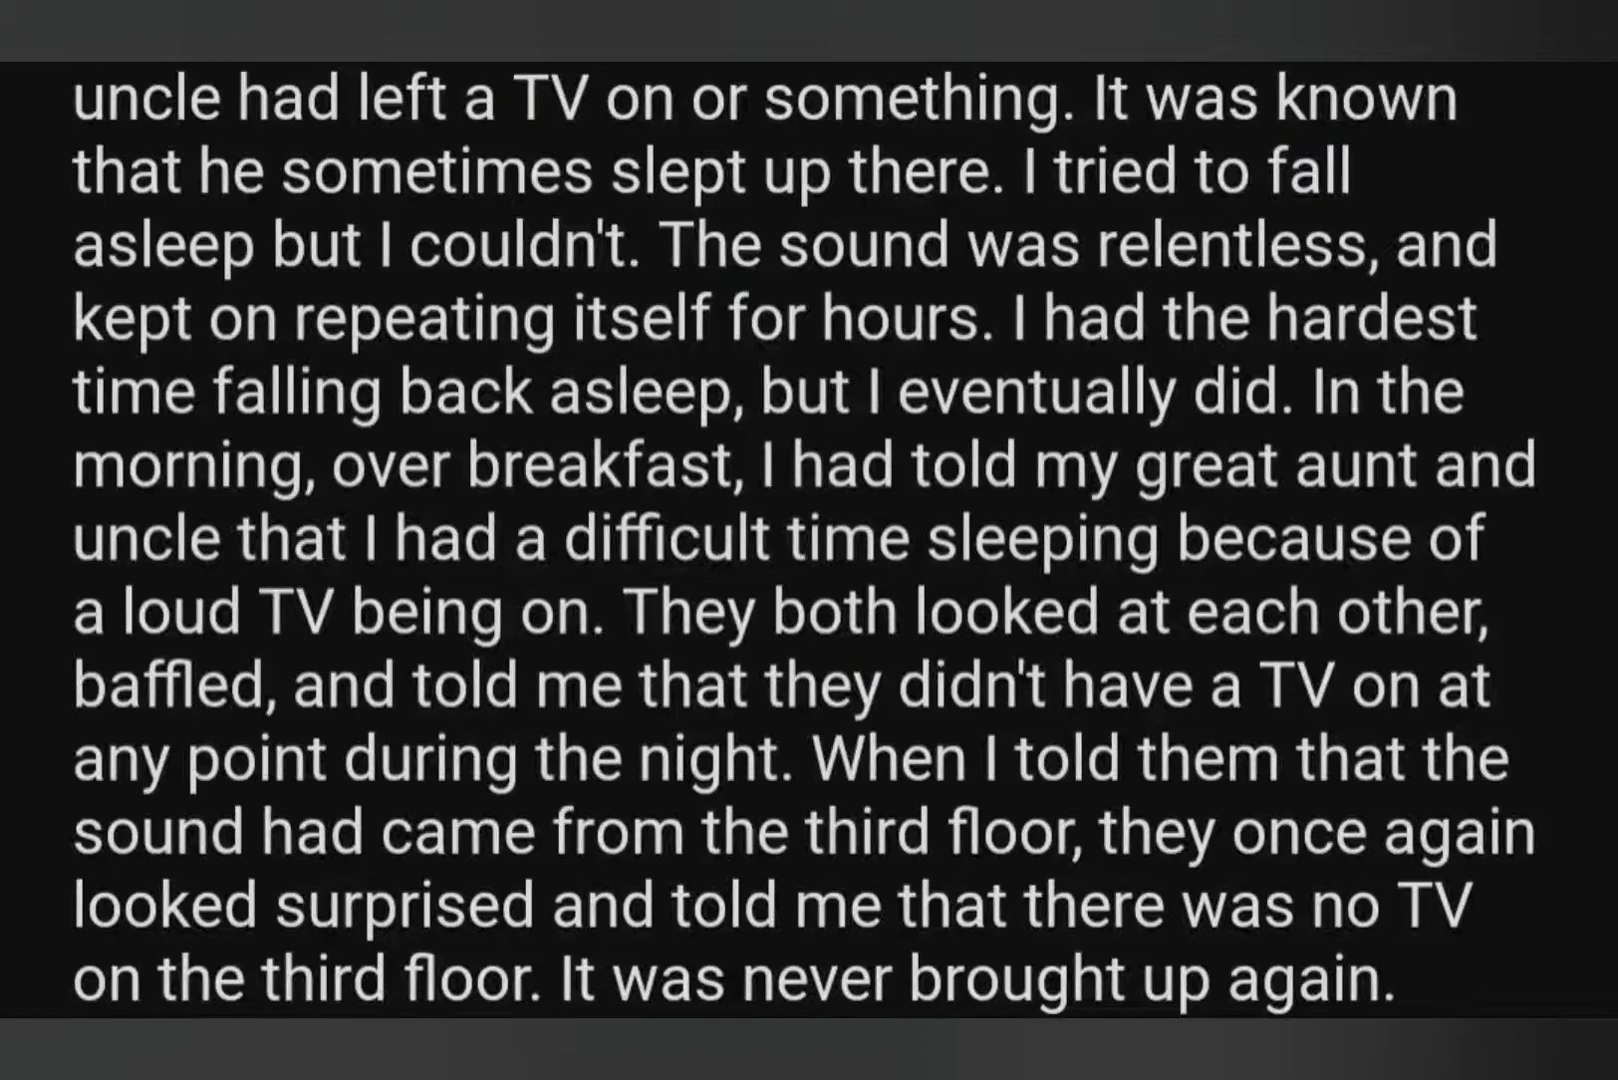 uncle had left a TV on or something. It was known
that he sometimes slept up there. I tried to fall
asleep but I couldn't. The sound was relentless, and
kept on repeating itself for hours. I had the hardest
time falling back asleep, but I eventually did. In the
morning, over breakfast, I had told my great aunt and
uncle that I had a difficult time sleeping because of
a loud TV being on. They both looked at each other,
baffled, and told me that they didn't have a TV on at
any point during the night. When I told them that the
sound had came from the third floor, they once again
looked surprised and told me that there was no TV
on the third floor. It was never brought up again.